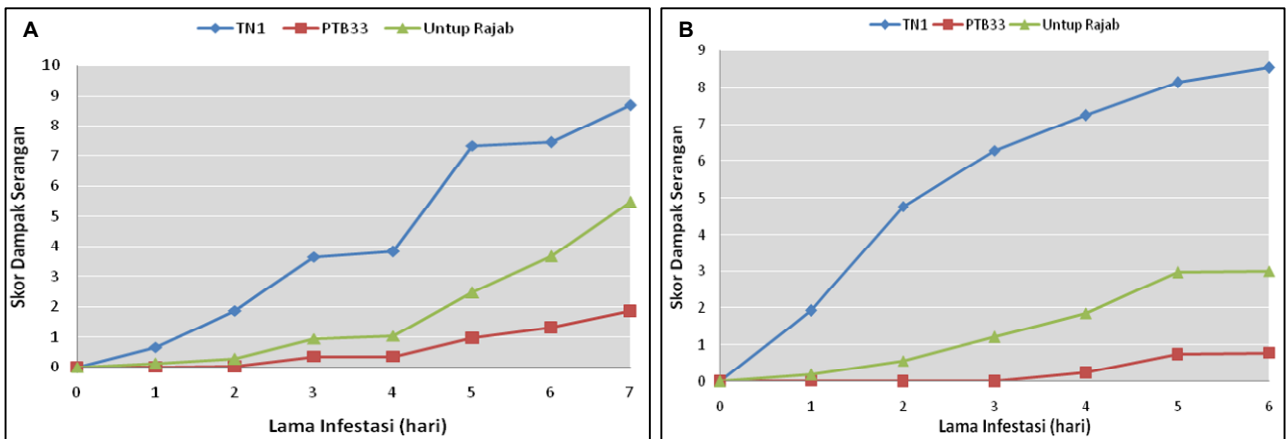 A
TN1 PTB33 Untup Rajab
10
9
8
7
6
5
4
3
2
1
0
Skor Dampak Serangan
0 1 2 3 4 5 6 7
Lama Infestasi (hari)
B
TN1 PTB33 Untup Rajab
9
8
7
6
5
4
3
2
1
0
Skor Dampak Serangan
0 1 2 3 4 5 6
Lama Infestasi (hari)